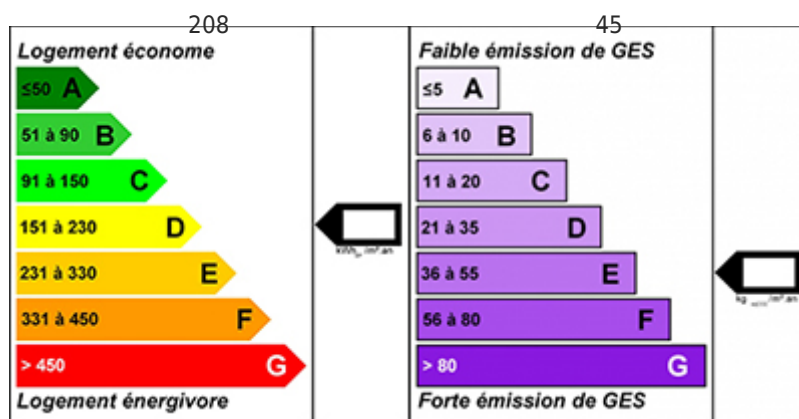 208
Logement économe
≤50 A
51 à 90 B
91 à 150 C
151 à 230 D
231 à 330 E
331 à 450 F
> 450 G
Logement énergivore
45
Faible émission de GES
≤5 A
6 à 10 B
11 à 20 C
21 à 35 D
36 à 55 E
56 à 80 F
> 80 G
Forte émission de GES